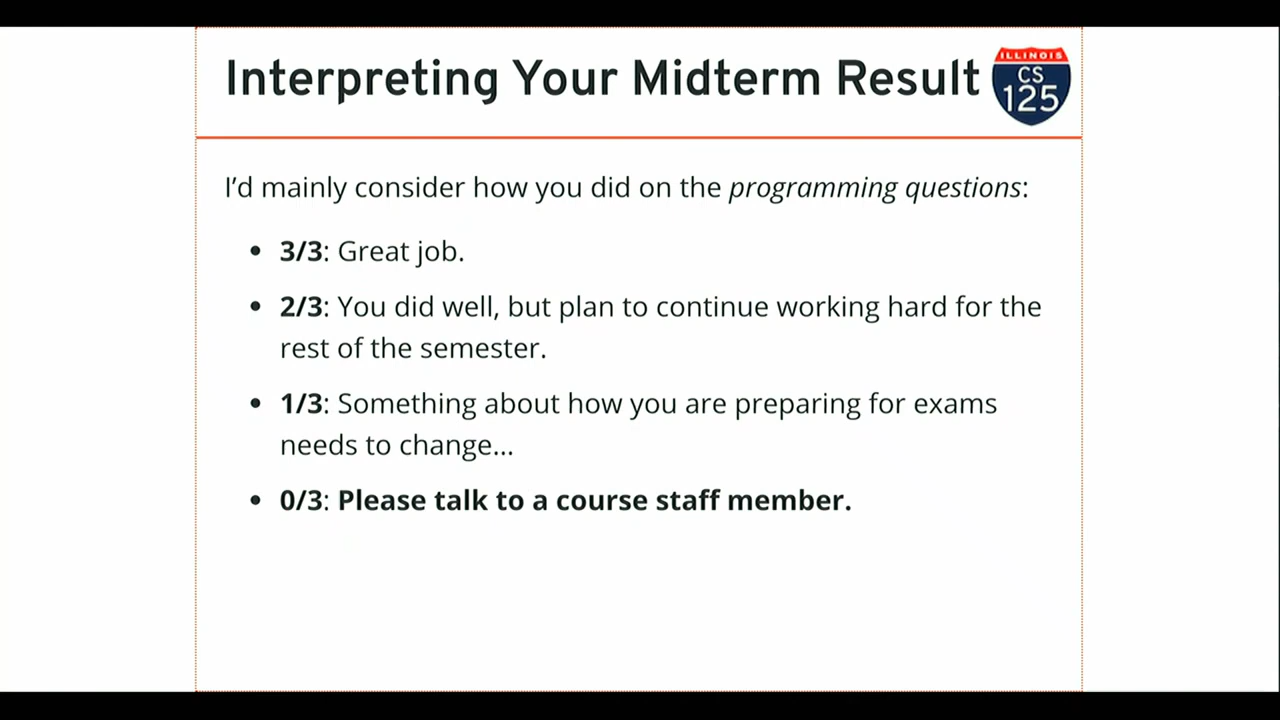 Interpreting Your Midterm Result
ILLINOIS
CS
125
I’d mainly consider how you did on the programming questions:
• 3/3: Great job.
• 2/3: You did well, but plan to continue working hard for the
rest of the semester.
• 1/3: Something about how you are preparing for exams
needs to change…
• 0/3: Please talk to a course staff member.